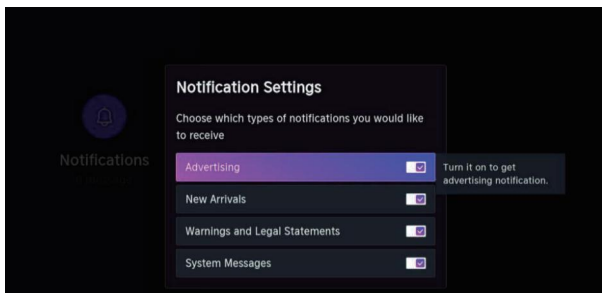 Notification Settings
Choose which types of notifications you would like
to receive
Notifications
Advertising
Turn it on to get
advertising notification.
New Arrivals
Warnings and Legal Statements
System Messages